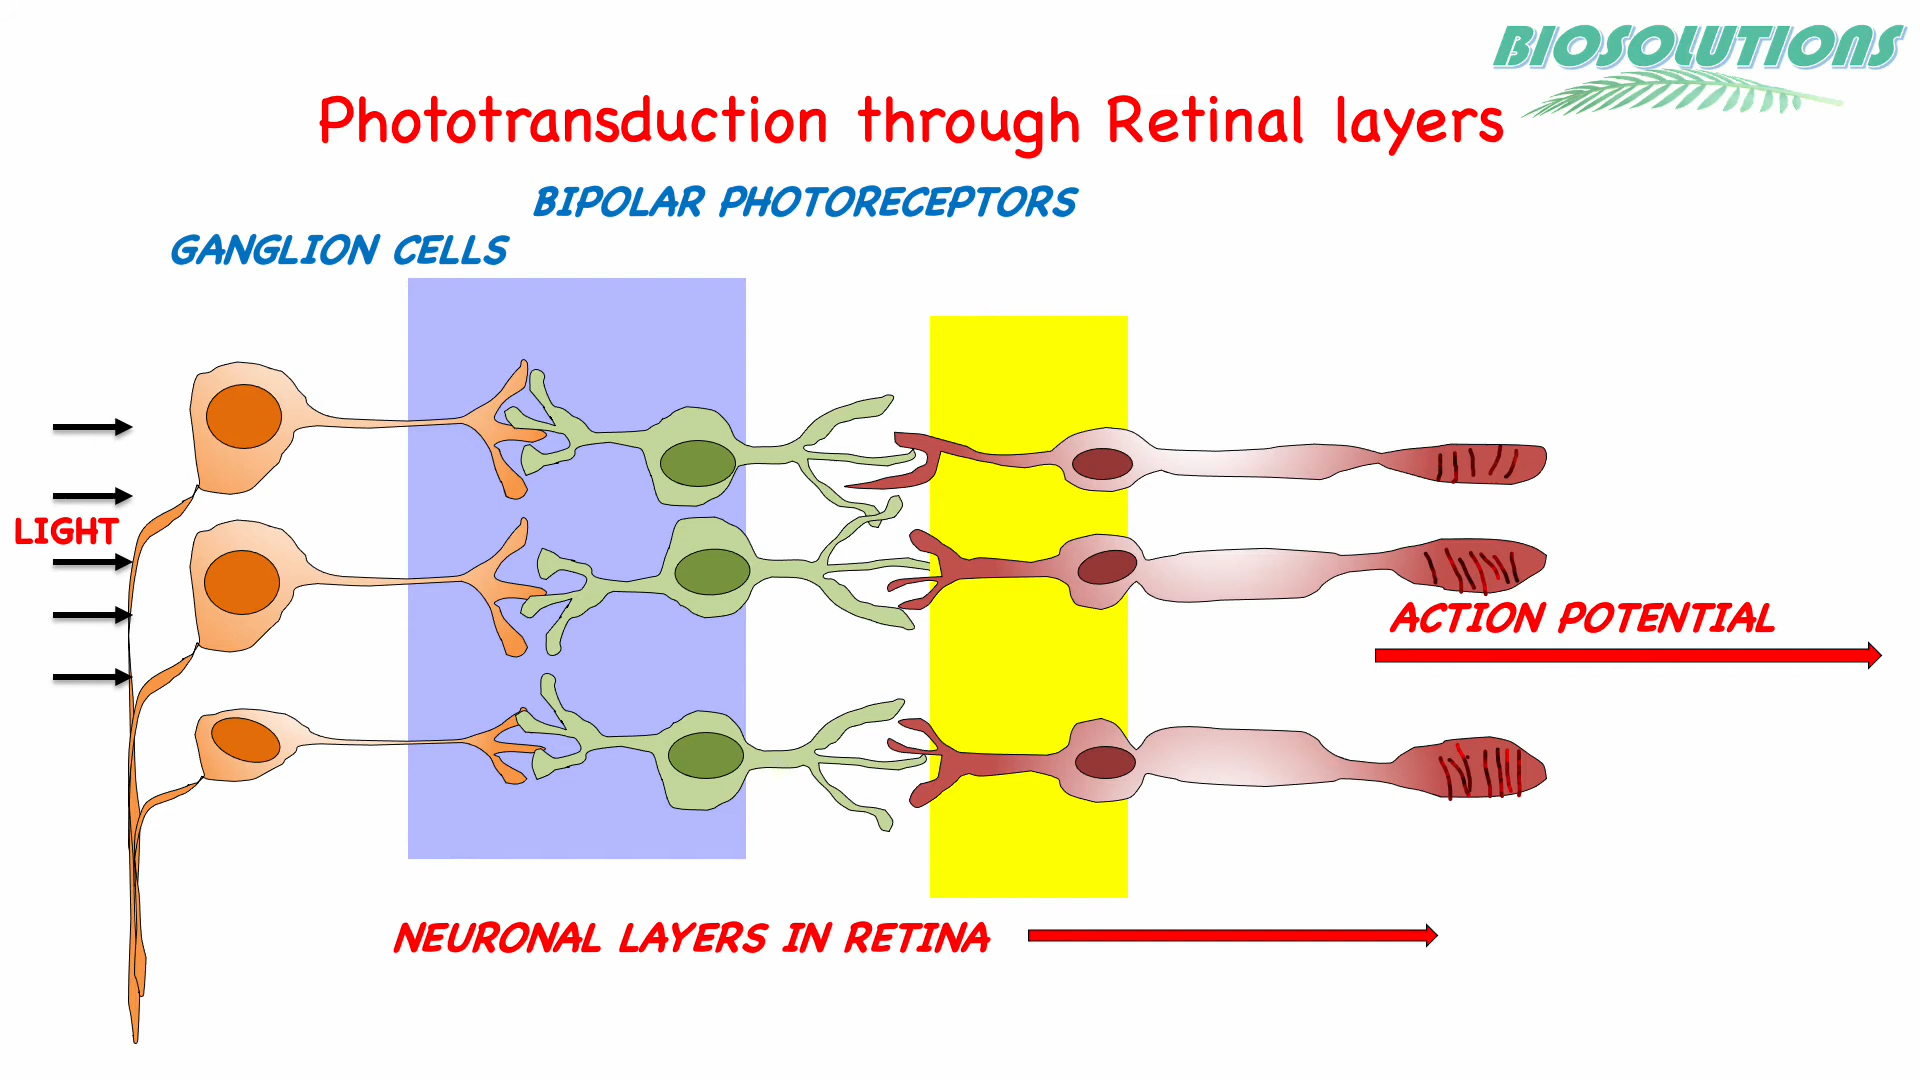 BIOSOLUTIONS
Phototransduction through Retinal layers
BIPOLAR PHOTORECEPTORS
GANGLION CELLS
LIGHT
ACTION POTENTIAL
NEURONAL LAYERS IN RETINA